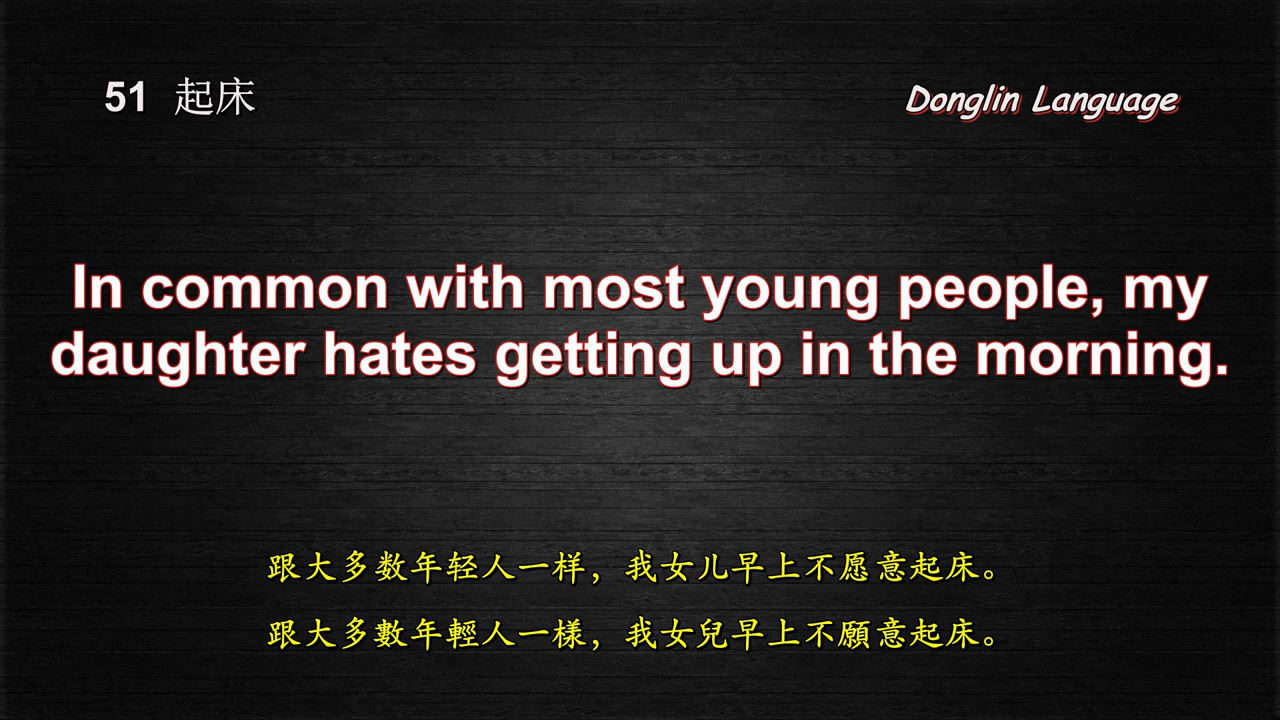 51 起床
Donglin Language
In common with most young people, my
daughter hates getting up in the morning.
跟大多数年轻人一样，我女儿早上不愿意起床。
跟大多數年輕人一樣，我女兒早上不願意起床。